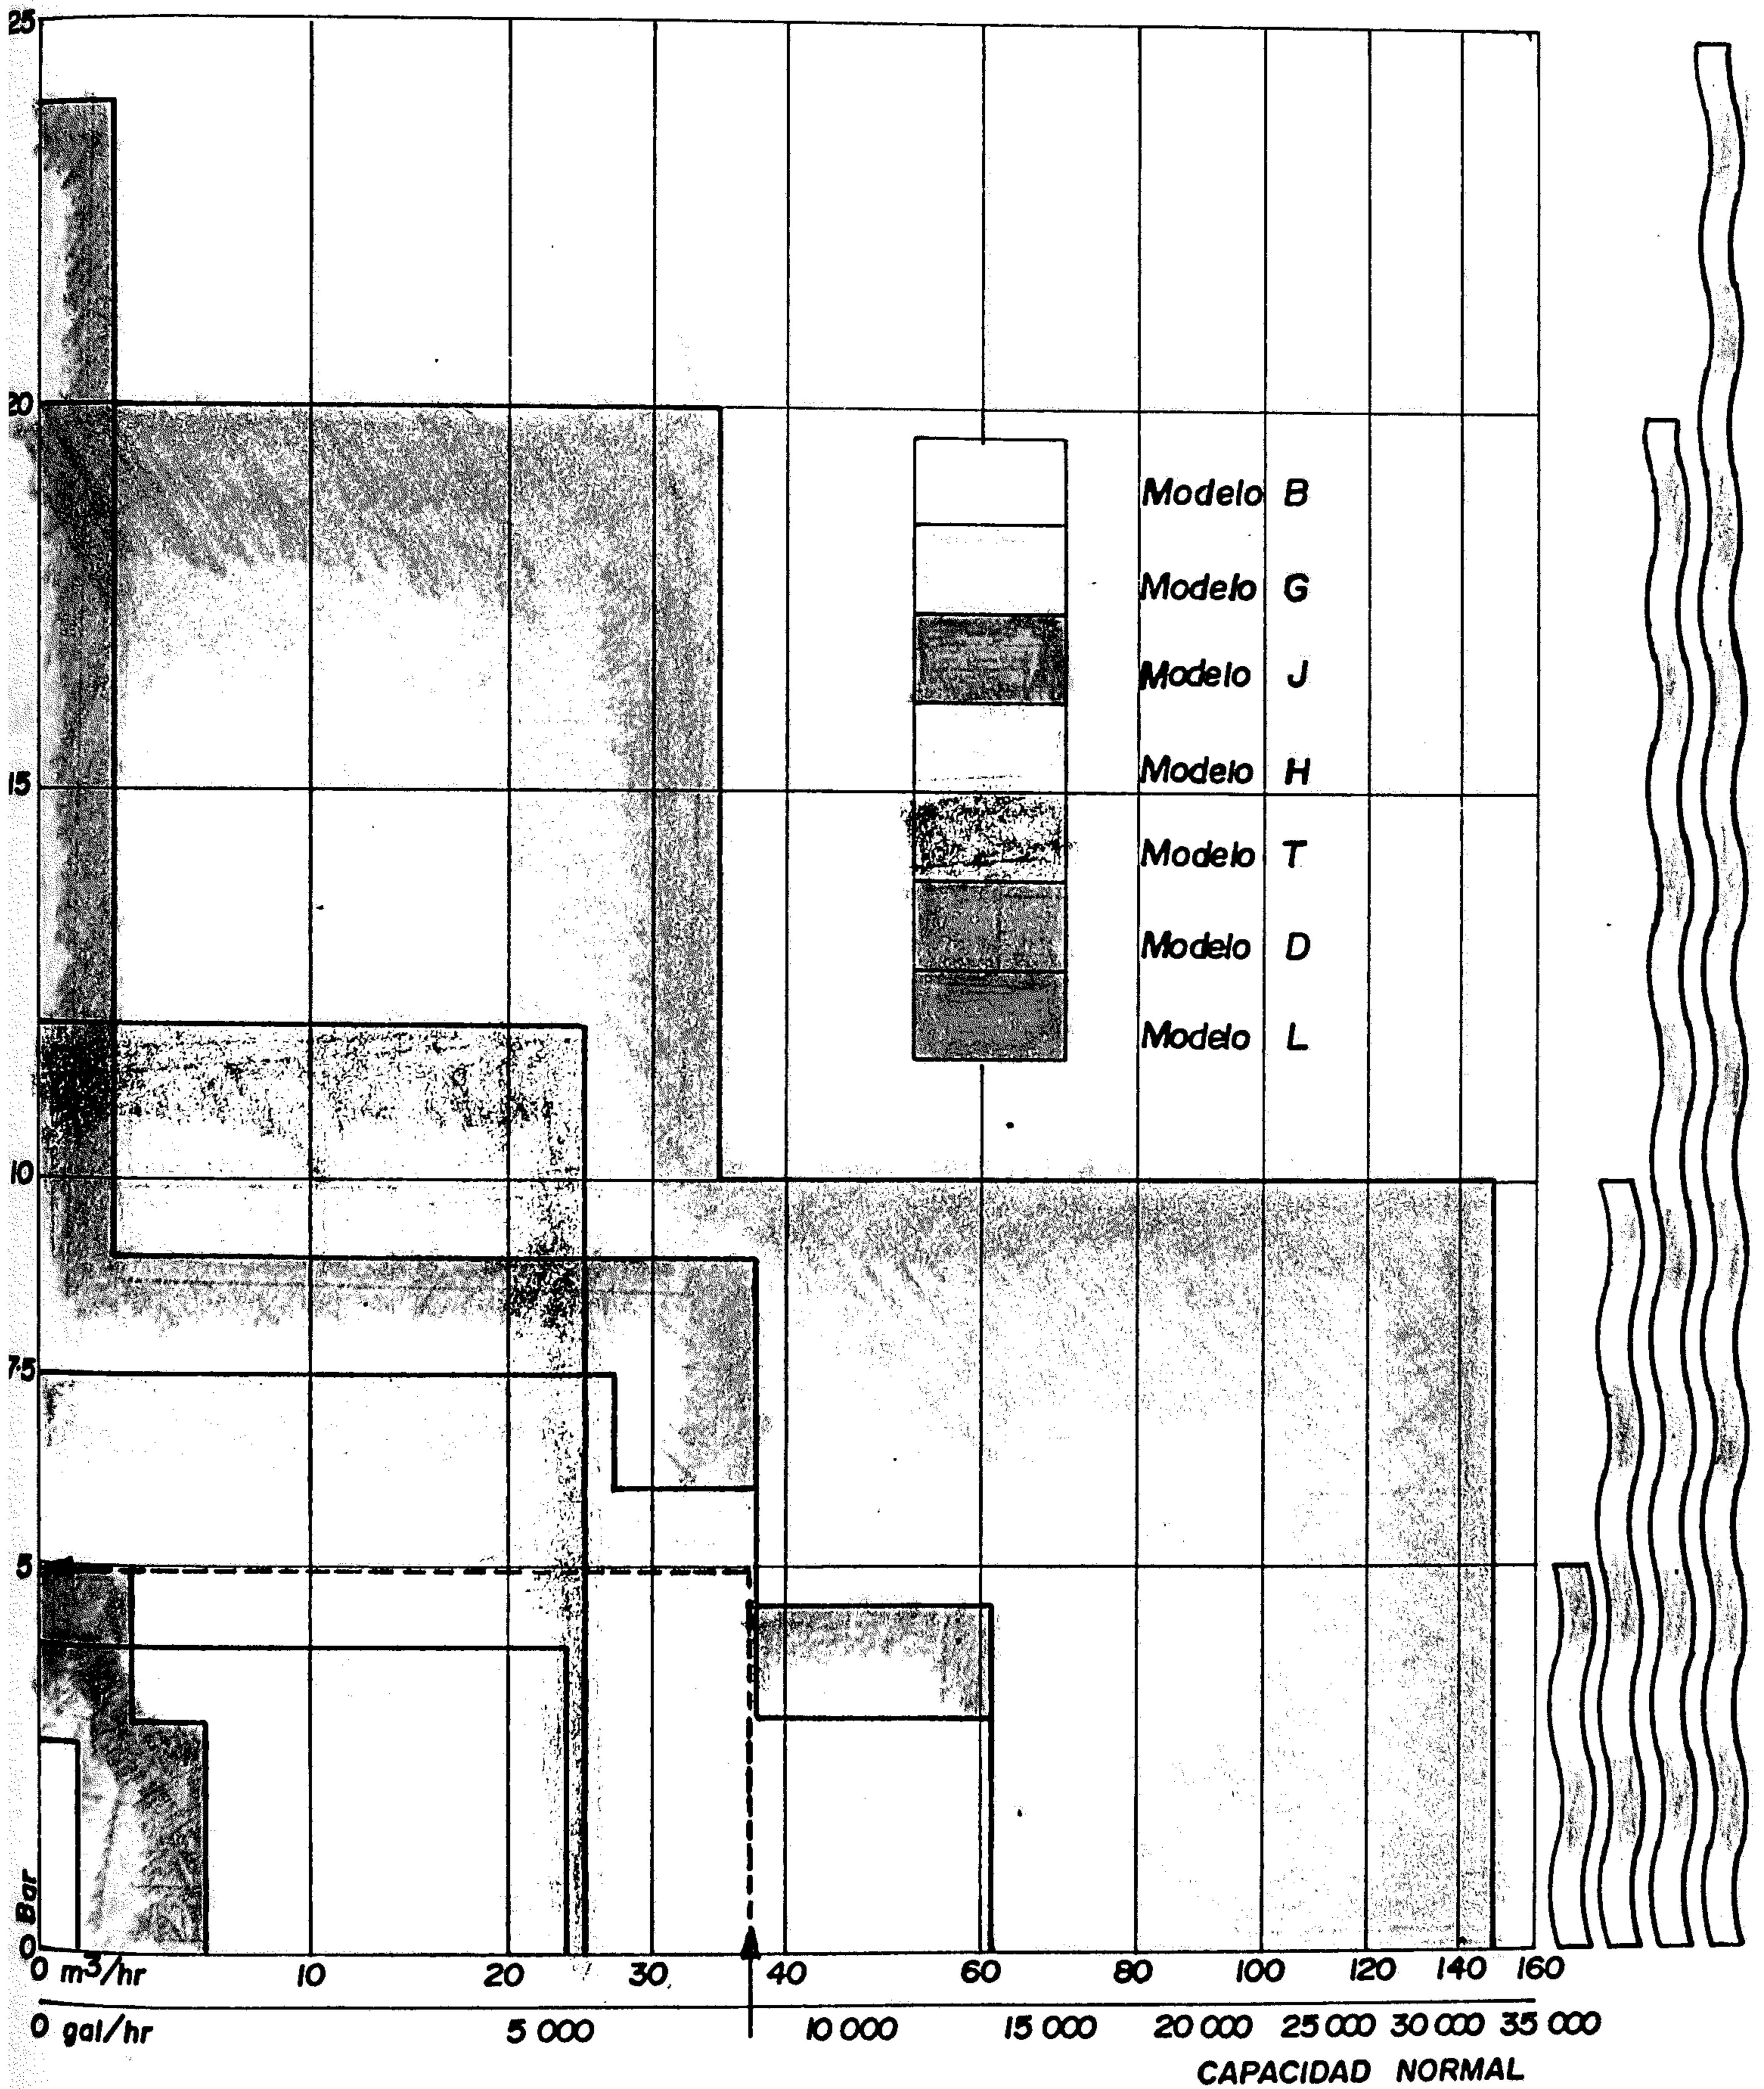 25
20
Modelo B
Modelo G
Modelo J
15
Modelo H
Modelo T
Modelo D
Modelo L
10
7.5
5
Bar
0
0 m³/hr 10 20 30 40 60 80 100 120 140 160
0 gal/hr 5 000 10 000 15 000 20 000 25 000 30 000 35 000
CAPACIDAD NORMAL